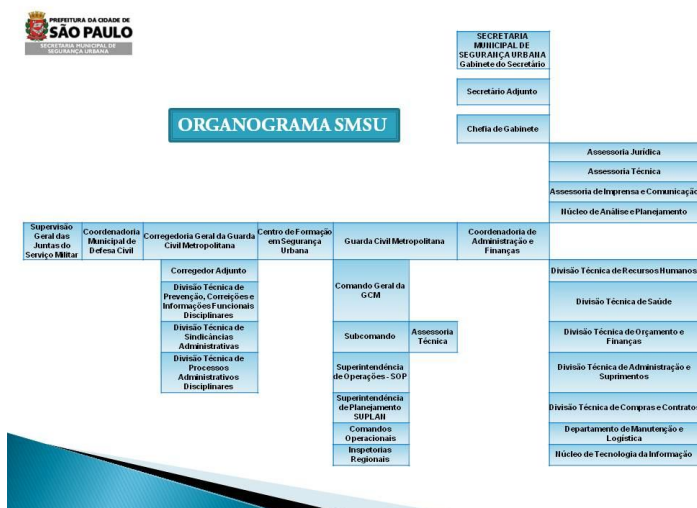 PREFEITURA DA CIDADE DE
SÃO PAULO
SECRETARIA MUNICIPAL DE
SEGURANÇA URBANA
SECRETARIA
MUNICIPAL DE
SEGURANÇA URBANA
Gabinete do Secretário
Secretário Adjunto
ORGANOGRAMA SMSU
Chefia de Gabinete
Assessoria Jurídica
Assessoria Técnica
Assessoria de Imprensa e Comunicação
Núcleo de Análise e Planejamento
Supervisão
Geral das
Juntas do
Serviço Militar
Coordenadoria
Municipal de
Defesa Civil
Corregedoria Geral da Guarda
Civil Metropolitana
Centro de Formação
em Segurança
Urbana
Guarda Civil Metropolitana
Coordenadoria de
Administração e
Finanças
Corregedor Adjunto
Divisão Técnica de
Prevenção, Correições e
Informações Funcionais
Disciplinares
Divisão Técnica de
Sindicâncias
Administrativas
Divisão Técnica de
Processos
Administrativos
Disciplinares
Comando Geral da
GCM
Subcomando
Assessoria
Técnica
Superintendência
de Operações - SOP
Superintendência
de Planejamento
SUPLAN
Comandos
Operacionais
Inspetorias
Regionais
Divisão Técnica de Recursos Humanos
Divisão Técnica de Saúde
Divisão Técnica de Orçamento e
Finanças
Divisão Técnica de Administração e
Suprimentos
Divisão Técnica de Compras e Contratos
Departamento de Manutenção e
Logística
Núcleo de Tecnologia da Informação